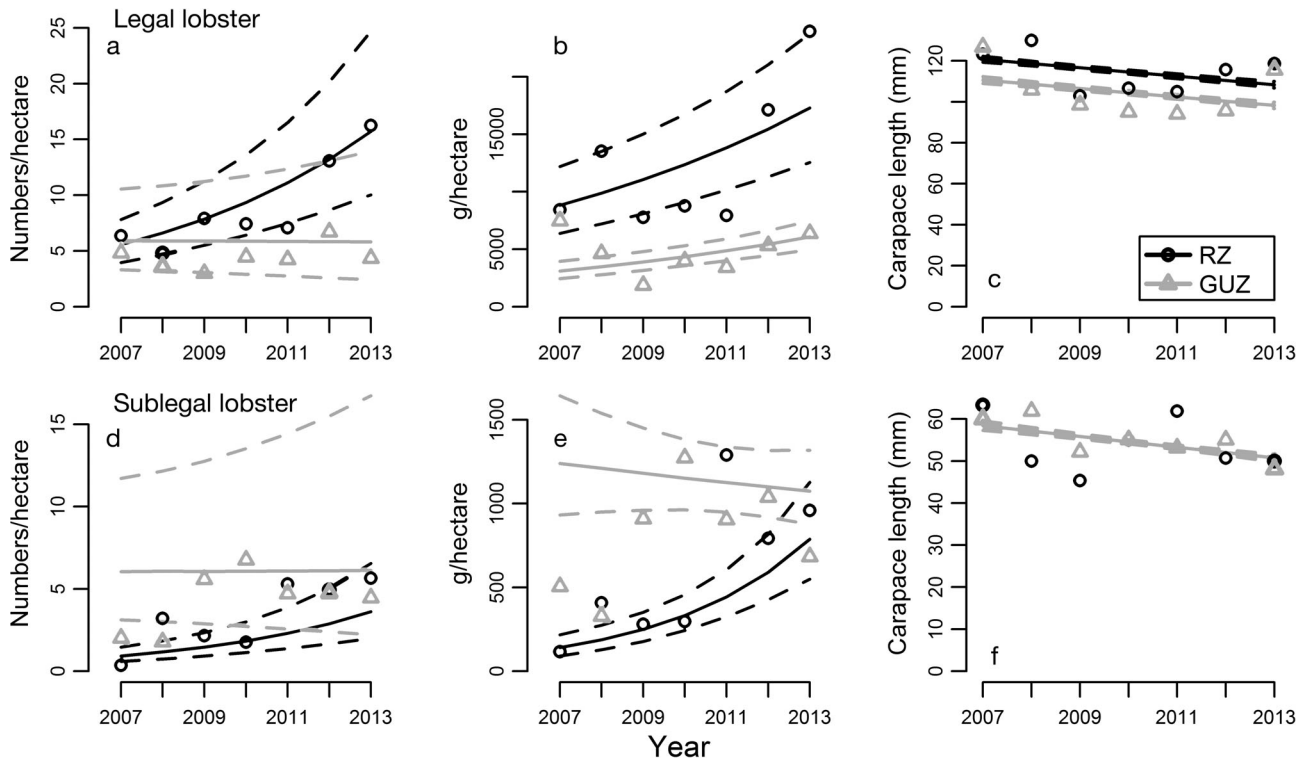 Legal lobster
a
Numbers/hectare
0 5 10 15 20 25
2007 2009 2011 2013
b
g/hectare
0 5000 15000
2007 2009 2011 2013
c
Carapace length (mm)
0 20 40 60 80 120
RZ
GUZ
2007 2009 2011 2013
Sublegal lobster
d
Numbers/hectare
0 5 10 15
2007 2009 2011 2013
e
g/hectare
0 500 1000 1500
2007 2009 2011 2013
f
Carapace length (mm)
0 10 20 30 40 50 60
2007 2009 2011 2013
Year